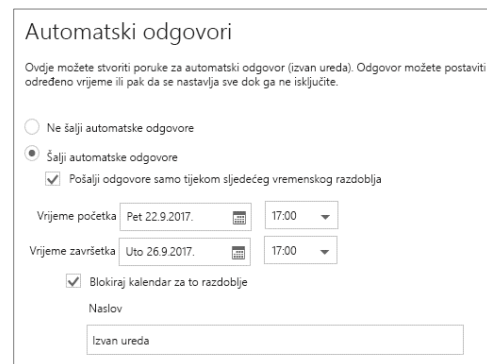 Automatski odgovori
Ovdje možete stvoriti poruke za automatski odgovor (izvan ureda). Odgovor možete postaviti
određeno vrijeme ili pak da se nastavlja sve dok ga ne isključite.
Ne šalji automatske odgovore
Šalji automatske odgovore
Pošalji odgovore samo tijekom sljedećeg vremenskog razdoblja
Vrijeme početka Pet 22.9.2017. 17:00
Vrijeme završetka Uto 26.9.2017. 17:00
Blokiraj kalendar za to razdoblje
Naslov
Izvan ureda